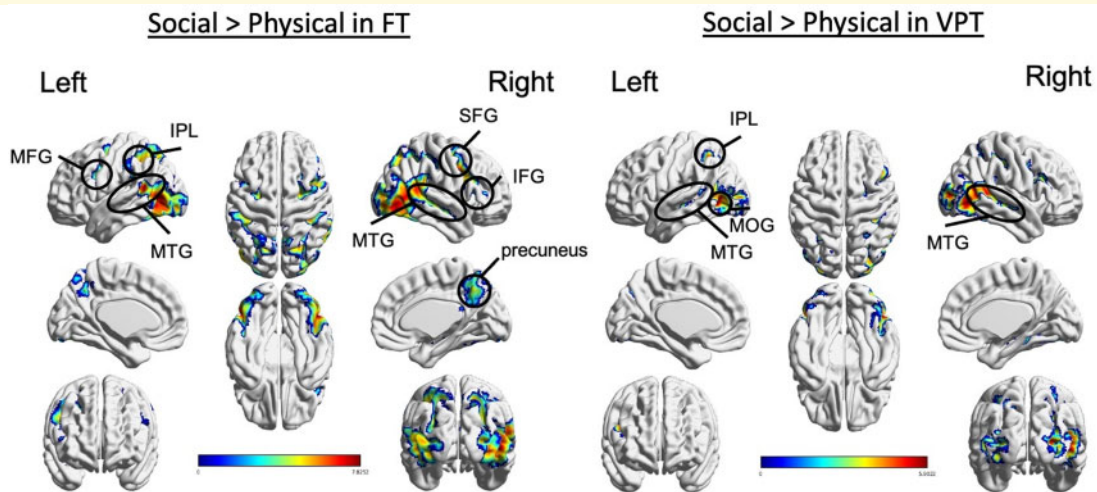 Social > Physical in FT
Left
Right
MFG
IPL
MTG
SFG
IFG
MTG
precuneus
0
Social > Physical in VPT
Left
Right
IPL
MOG
MTG
MTG
0